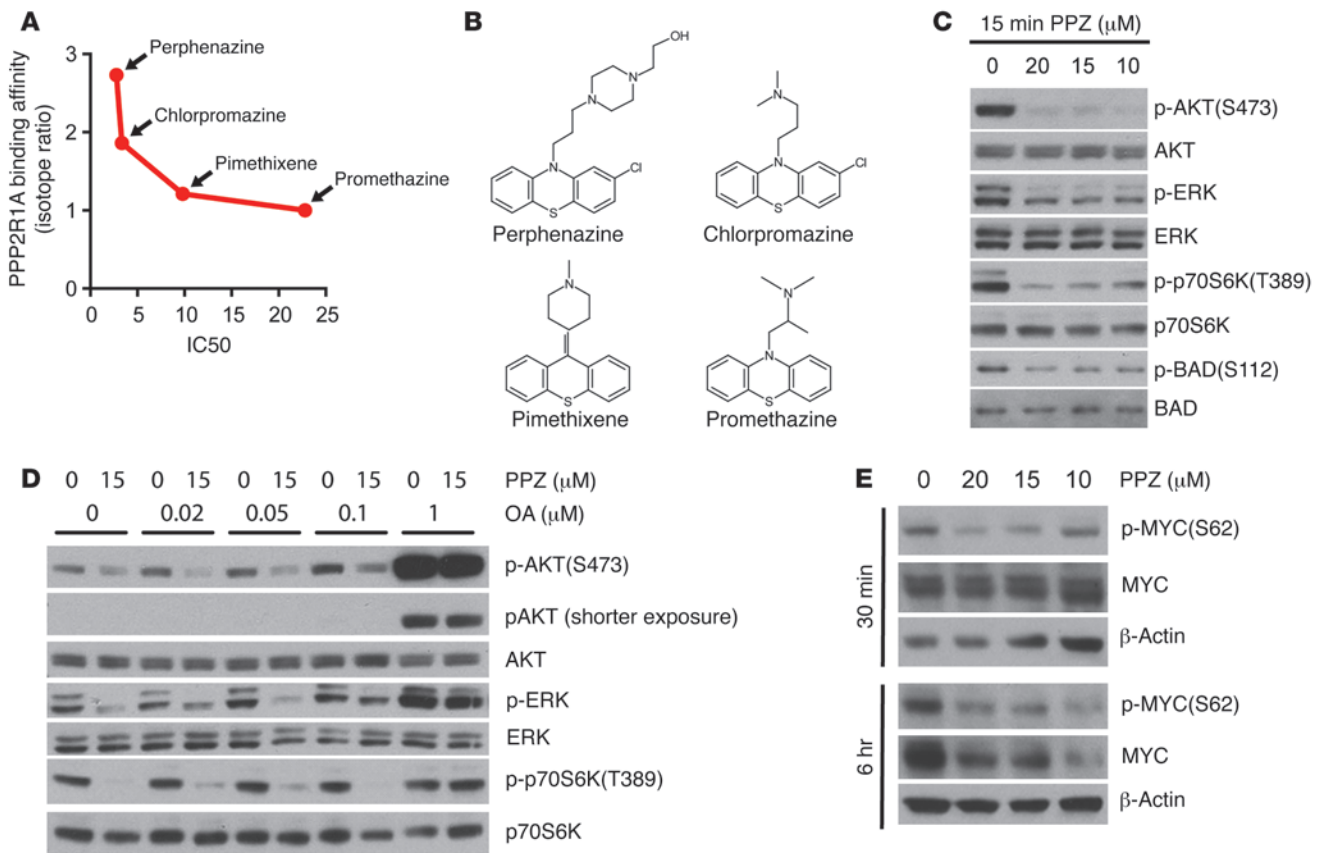 A
PPP2R1A binding affinity
(isotope ratio)
3
2
1
0
0 5 10 15 20 25
IC50
Perphenazine
Chlorpromazine
Pimethixene
Promethazine
B
OH
N
N
N
Cl
S
Perphenazine
N
N
Cl
S
Chlorpromazine
N
S
Pimethixene
N
N
S
Promethazine
C
15 min PPZ (μM)
0 20 15 10
p-AKT(S473)
AKT
p-ERK
ERK
p-p70S6K(T389)
p70S6K
p-BAD(S112)
BAD
D
0 15 0 15 0 15 0 15 0 15 PPZ (μM)
0 0.02 0.05 0.1 1 OA (μM)
p-AKT(S473)
pAKT (shorter exposure)
AKT
p-ERK
ERK
p-p70S6K(T389)
p70S6K
E
0 20 15 10 PPZ (μM)
30 min
p-MYC(S62)
MYC
β-Actin
6 hr
p-MYC(S62)
MYC
β-Actin